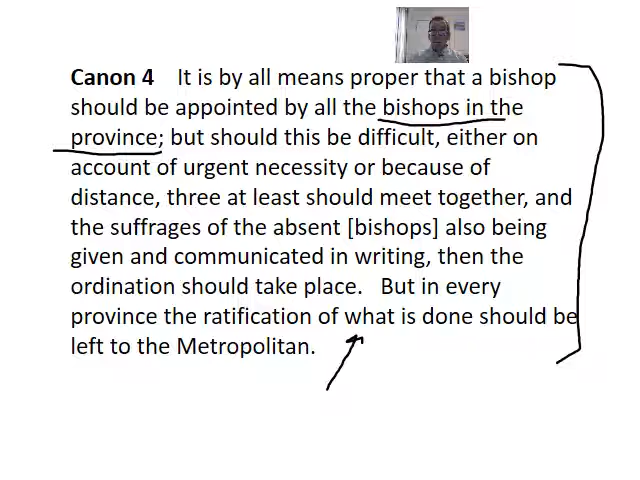 Canon 4 It is by all means proper that a bishop
should be appointed by all the bishops in the
province; but should this be difficult, either on
account of urgent necessity or because of
distance, three at least should meet together, and
the suffrages of the absent [bishops] also being
given and communicated in writing, then the
ordination should take place. But in every
province the ratification of what is done should be
left to the Metropolitan.